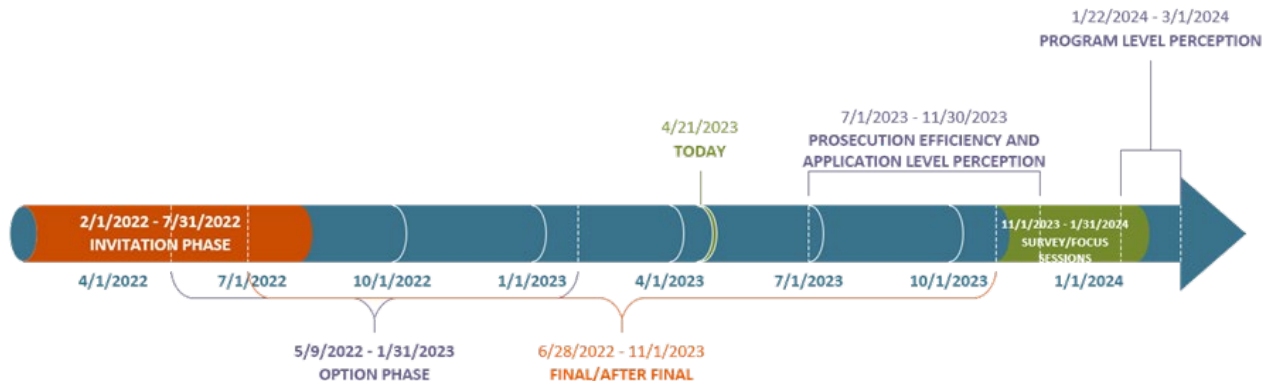 1/22/2024 - 3/1/2024
PROGRAM LEVEL PERCEPTION
7/1/2023 - 11/30/2023
PROSECUTION EFFICIENCY AND
APPLICATION LEVEL PERCEPTION
4/21/2023
TODAY
2/1/2022 - 7/31/2022
INVITATION PHASE
11/1/2023 - 1/31/2024
SURVEY/FOCUS
SESSIONS
4/1/2022
7/1/2022
10/1/2022
1/1/2023
4/1/2023
7/1/2023
10/1/2023
1/1/2024
5/9/2022 - 1/31/2023
OPTION PHASE
6/28/2022 - 11/1/2023
FINAL/AFTER FINAL